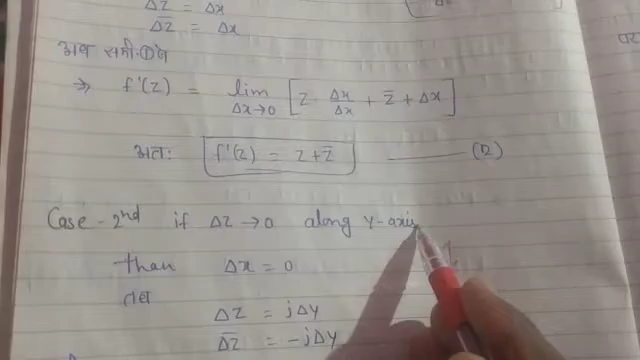 ΔZ = Δx
Δz̅ = Δx
अब समी. ① से
⇒ f'(z) = lim Δx→0 [z Δx/Δx + z̅ + Δx]
अतः f'(z) = z+z̅ (2)
Case - 2nd if ΔZ → 0 along Y-axis
than Δx = 0
तब
ΔZ = jΔY
Δz̅ = -jΔY